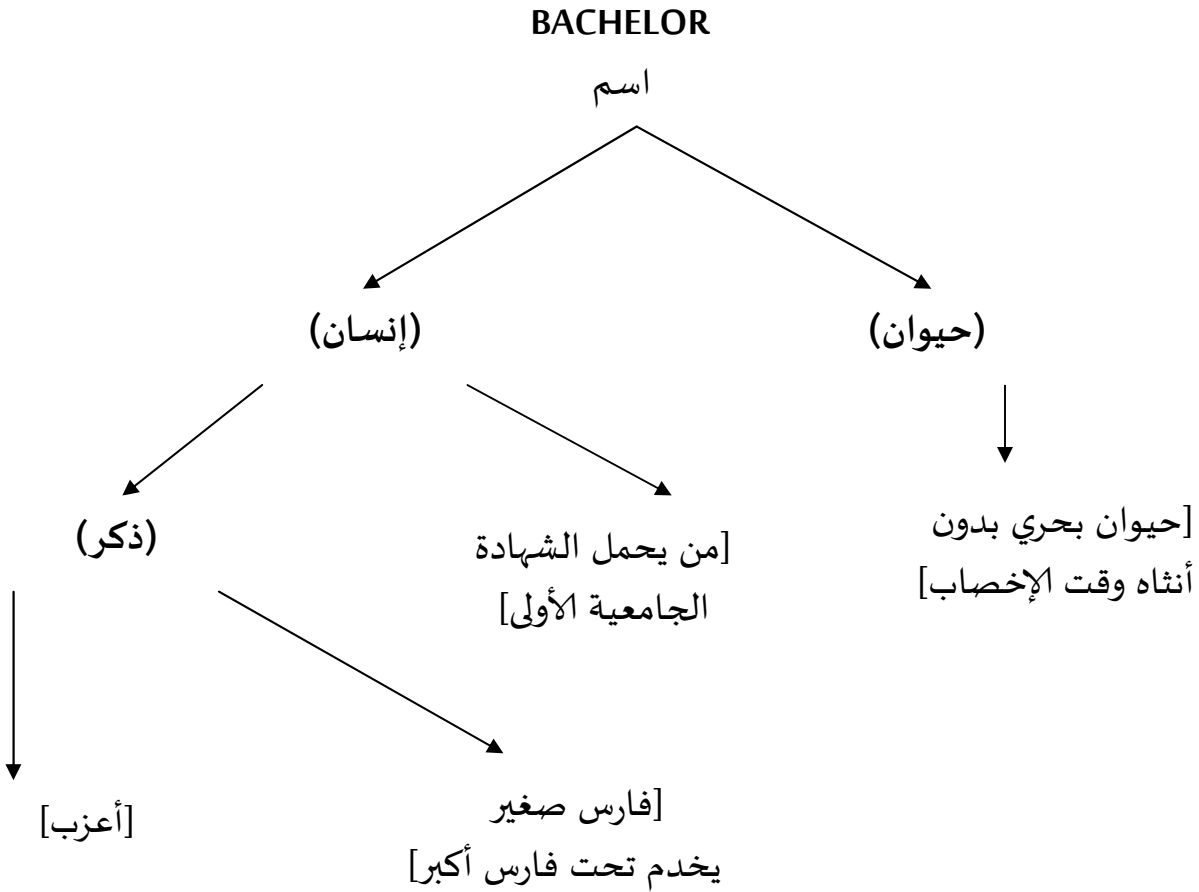 BACHELOR
اسم
(حيوان)
(إنسان)
[حيوان بحري بدون
أنثاه وقت الإخصاب]
[من يحمل الشهادة
الجامعية الأولى]
(ذكر)
[فارس صغير
يخدم تحت فارس أكبر]
[أعزب]